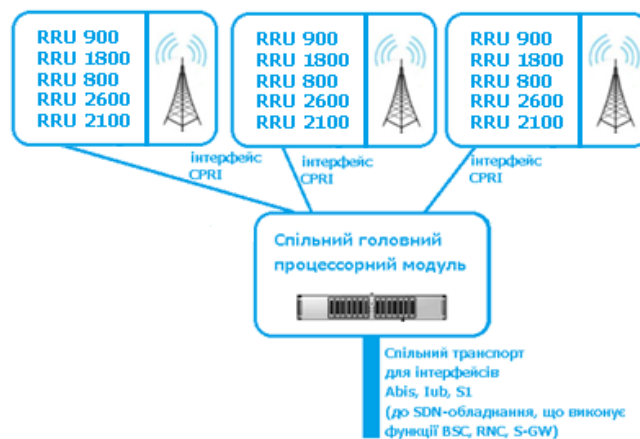 RRU 900
RRU 1800
RRU 800
RRU 2600
RRU 2100
RRU 900
RRU 1800
RRU 800
RRU 2600
RRU 2100
RRU 900
RRU 1800
RRU 800
RRU 2600
RRU 2100
інтерфейс
CPRI
інтерфейс
CPRI
інтерфейс
CPRI
Спільний головний
процессорний модуль
Спільний транспорт
для інтерфейсів
Abis, Iub, S1
(до SDN-обладнання, що виконує
функції BSC, RNC, S-GW)